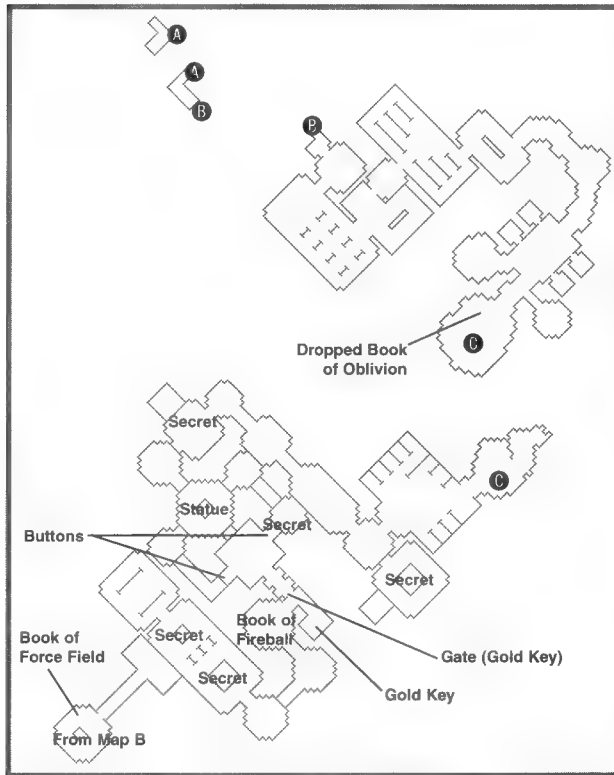 A
A
B
B
Dropped Book
of Oblivion
C
Secret
C
Statue
Secret
Buttons
Secret
Book of
Fireball
Secret
Book of
Force Field
Gate (Gold Key)
Secret
Gold Key
From Map B